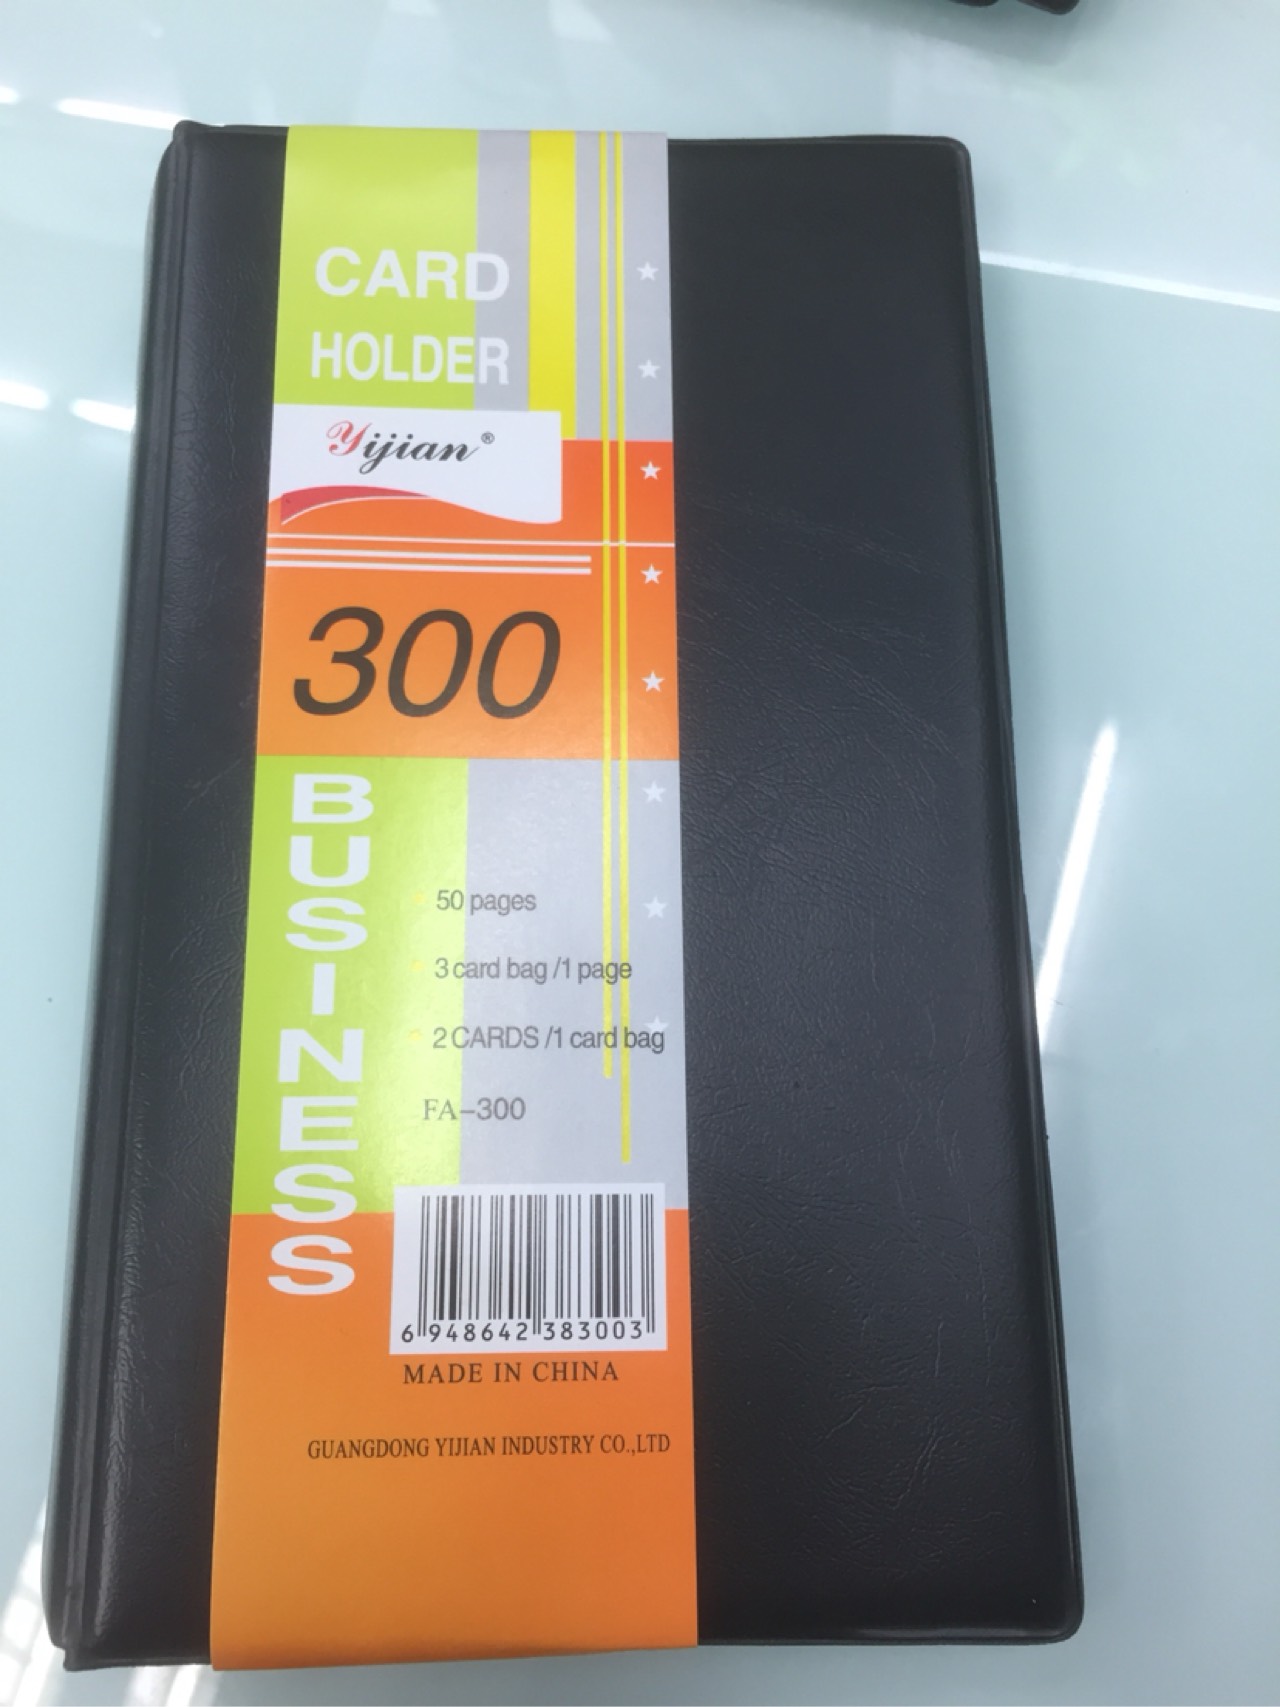 CARD
HOLDER
Yijian®
300
BUSINESS
50 pages
3 card bag /1 page
2 CARDS /1 card bag
FA-300
6 948642 383003
MADE IN CHINA
GUANGDONG YIJIAN INDUSTRY CO.,LTD